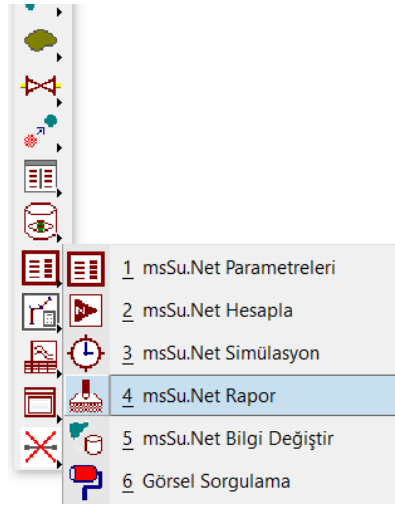 1 msSu.Net Parametreleri
2 msSu.Net Hesapla
3 msSu.Net Simülasyon
4 msSu.Net Rapor
5 msSu.Net Bilgi Değiştir
6 Görsel Sorgulama